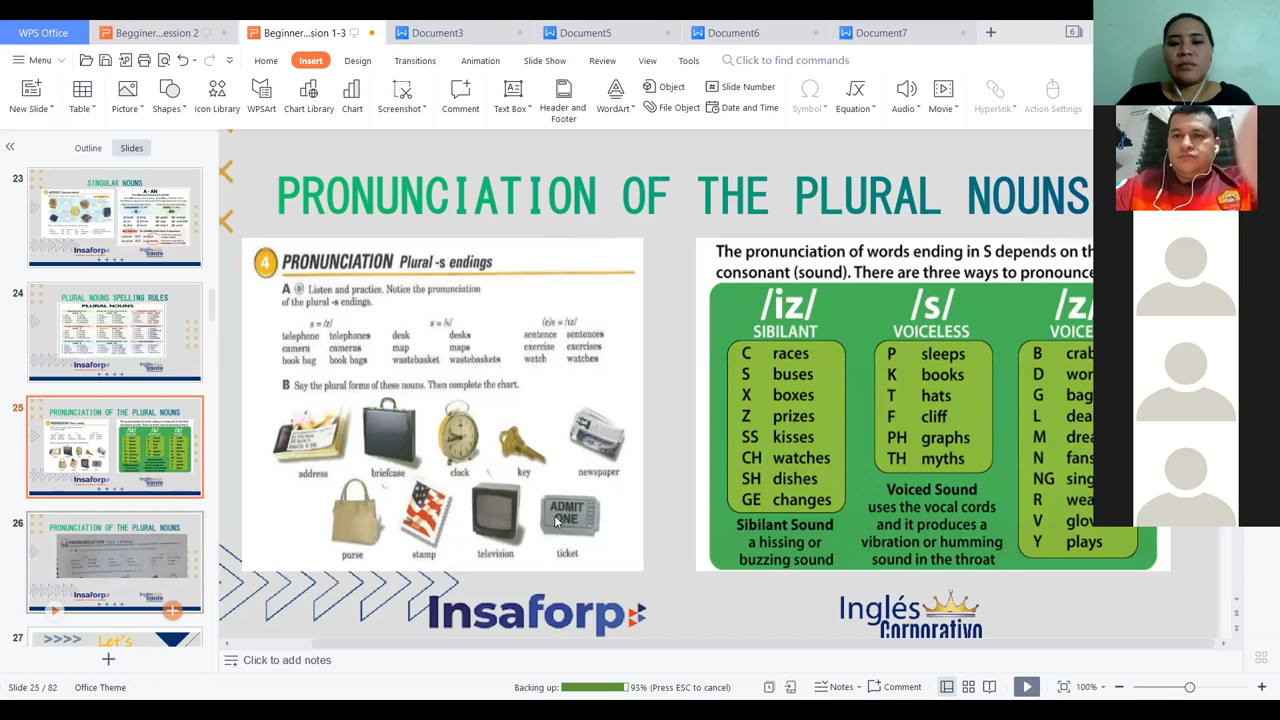 WPS Office
Begginer...ession 2
Beginner...sion 1-3
Document3
Document5
Document6
Document7
6
Menu
Home
Insert
Design
Transitions
Animation
Slide Show
Review
View
Tools
Click to find commands
New Slide
Table
Picture
Shapes
Icon Library
WPSArt
Chart Library
Chart
Screenshot
Comment
Text Box
Header and
Footer
WordArt
Object
File Object
Slide Number
Date and Time
Symbol
Equation
Audio
Movie
Hyperlink
Action Settings
Outline
Slides
23
SINGULAR NOUNS
A - AN
Insaforp
24
PLURAL NOUNS SPELLING RULES
PLURAL NOUNS
Insaforp
25
PRONUNCIATION OF THE PLURAL NOUNS
Insaforp
26
PRONUNCIATION OF THE PLURAL NOUNS
Insaforp
27
>>>> Let's
PRONUNCIATION OF THE PLURAL NOUNS
4 PRONUNCIATION Plural -s endings
A Listen and practice. Notice the pronunciation
of the plural -s endings.
s = /z/ s = /s/ (e)s = /ɪz/
telephone telephones desk desks sentence sentences
camera cameras map maps exercise exercises
book bag book bags wastebasket wastebaskets watch watches
B Say the plural forms of these nouns. Then complete the chart.
address briefcase clock key newspaper
ADMIT
ONE
purse stamp television ticket
The pronunciation of words ending in S depends on th
consonant (sound). There are three ways to pronounce
/iz/
SIBILANT
C races
S buses
X boxes
Z prizes
SS kisses
CH watches
SH dishes
GE changes
Sibilant Sound
a hissing or
buzzing sound
/s/
VOICELESS
P sleeps
K books
T hats
F cliff
PH graphs
TH myths
Voiced Sound
uses the vocal cords
and it produces a
vibration or humming
sound in the throat
/z/
VOICE
B crab
D wor
G bag
L dea
M drea
N fans
NG sing
R wea
V glov
Y plays
Insaforp
Inglés
Corporativo
Click to add notes
Slide 25 / 82
Office Theme
Backing up:
93% (Press ESC to cancel)
Notes
Comment
100%